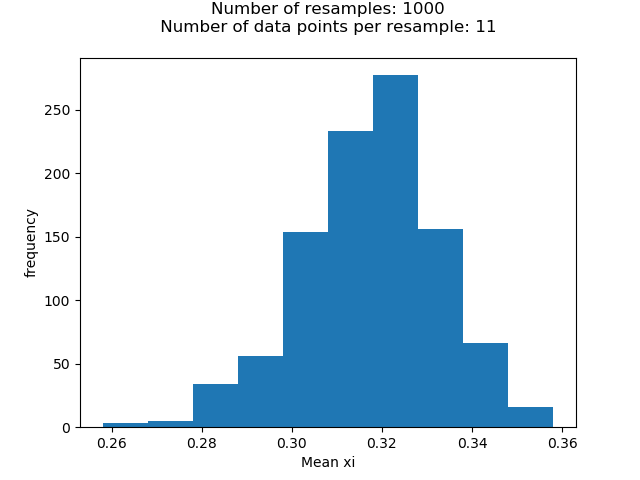 Number of resamples: 1000
Number of data points per resample: 11
250
200
150
100
50
0
frequency
0.26 0.28 0.30 0.32 0.34 0.36
Mean xi